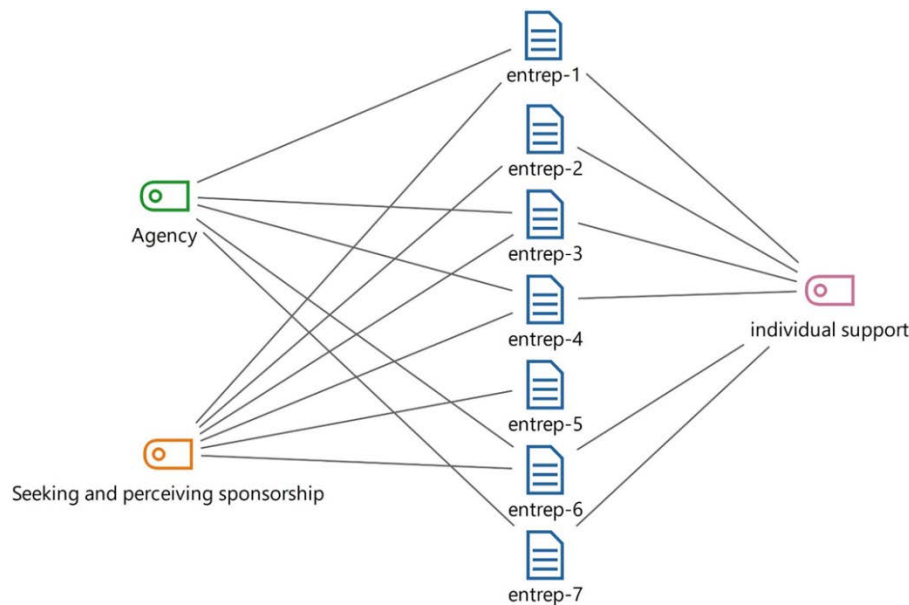 entrep-1
entrep-2
Agency
entrep-3
individual support
entrep-4
entrep-5
Seeking and perceiving sponsorship
entrep-6
entrep-7